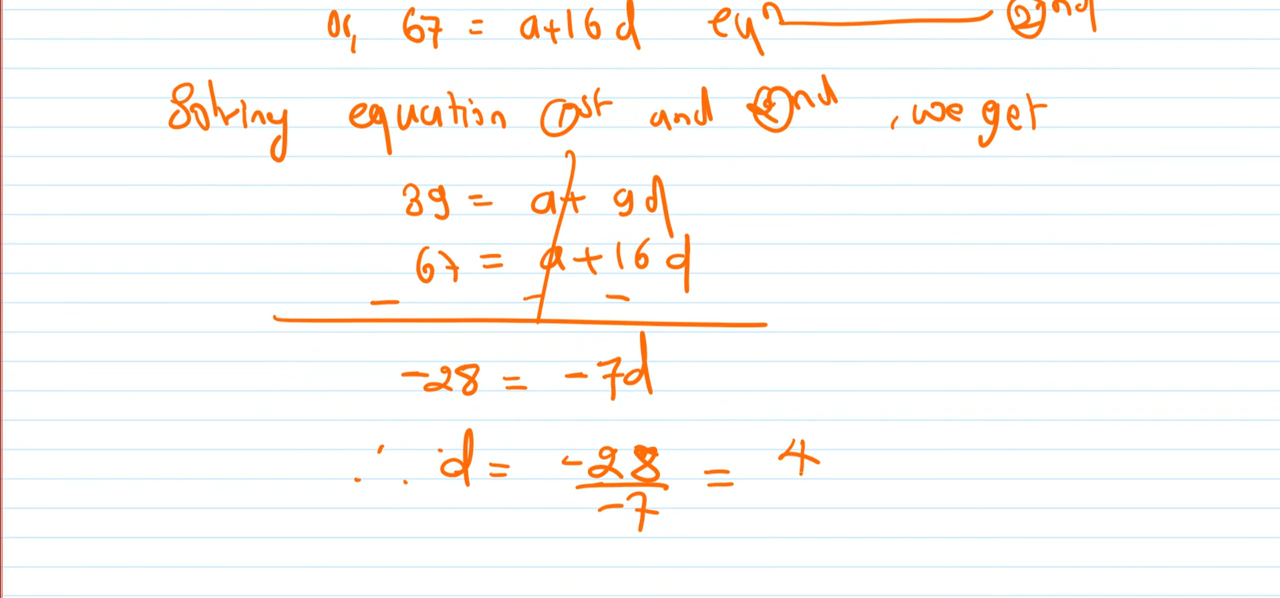 or, 67 = a+16d eqn 2nd
Solving equation 1st and 2nd, we get
39 = a+ 9d
67 = a+16d
- - -
-28 = -7d
∴ d = -28/-7 = 4